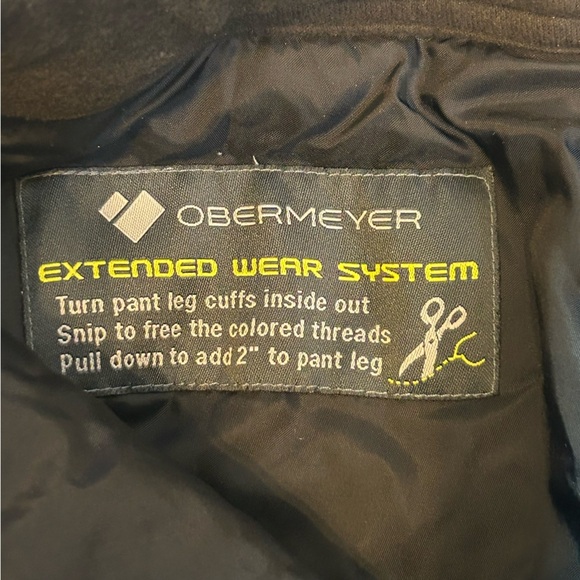 OBERMEYER
EXTENDED WEAR SYSTEM
Turn pant leg cuffs inside out
Snip to free the colored threads
Pull down to add 2" to pant leg